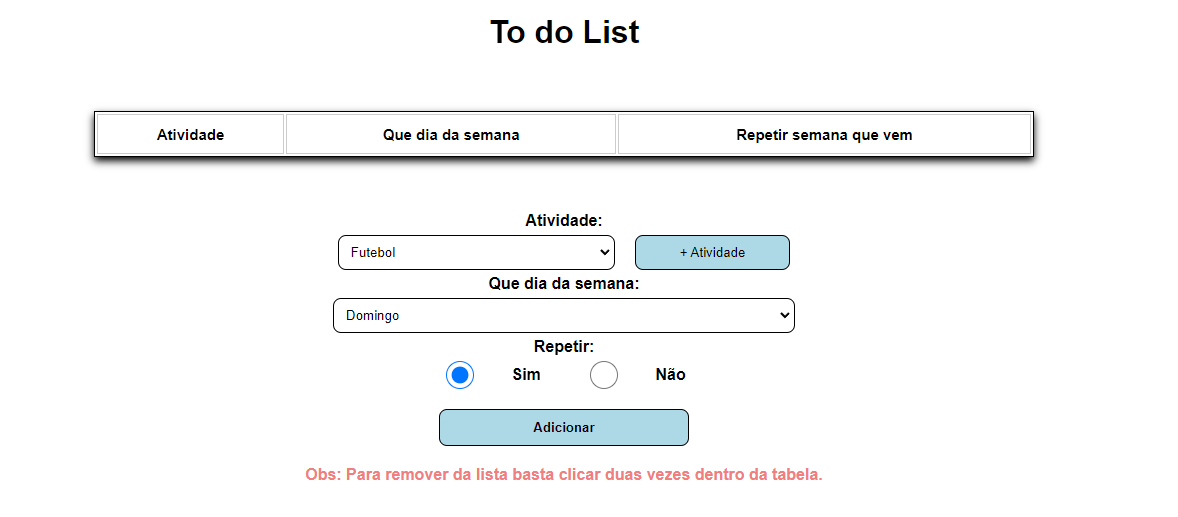 To do List
Atividade Que dia da semana Repetir semana que vem
Atividade:
Futebol + Atividade
Que dia da semana:
Domingo
Repetir:
Sim Não
Adicionar
Obs: Para remover da lista basta clicar duas vezes dentro da tabela.